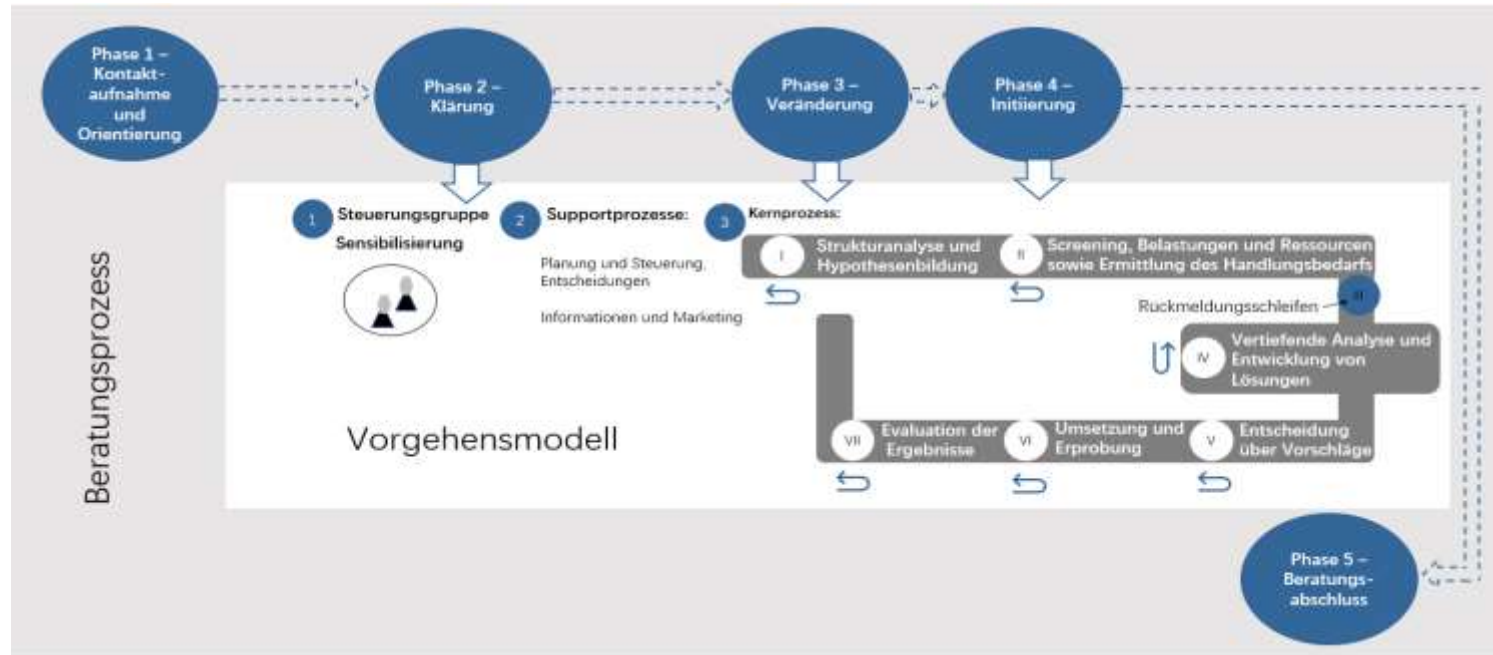 Phase 1 –
Kontakt-
aufnahme
und
Orientierung
Phase 2 –
Klärung
Phase 3 –
Veränderung
Phase 4 –
Initiierung
Beratungsprozess
1
Steuerungsgruppe
Sensibilisierung
2
Supportprozesse:
Planung und Steuerung,
Entscheidungen
Informationen und Marketing
3
Kernprozess:
I
Strukturanalyse und
Hypothesenbildung
II
Screening, Belastungen und Ressourcen
sowie Ermittlung des Handlungsbedarfs
Rückmeldungsschleifen
III
IV
Vertiefende Analyse und
Entwicklung von
Lösungen
Vorgehensmodell
VII
Evaluation der
Ergebnisse
VI
Umsetzung und
Erprobung
V
Entscheidung
über Vorschläge
Phase 5 –
Beratungs-
abschluss